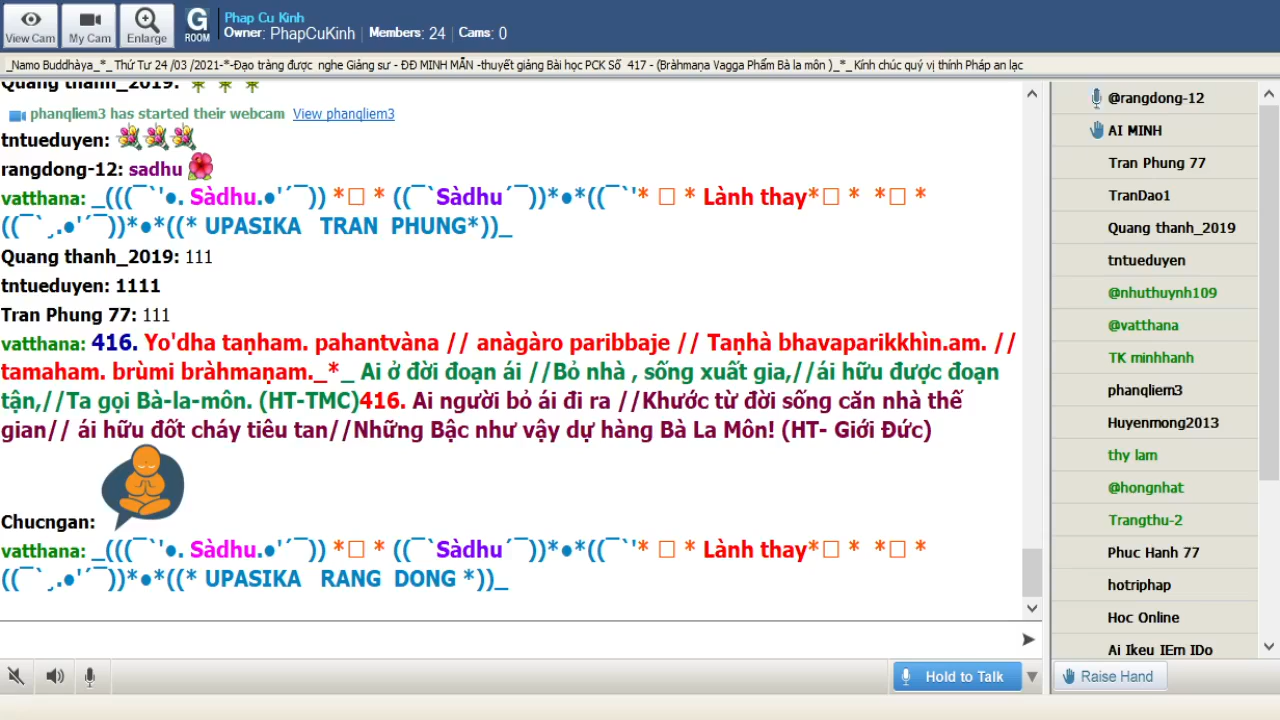 Phap Cu Kinh
Owner: PhapCuKinh Members: 24 Cams: 0
View Cam My Cam Enlarge G ROOM
_Namo Buddhàya_*_ Thứ Tư 24 /03 /2021-*-Đạo tràng được nghe Giảng sư - ĐĐ MINH MẪN -thuyết giảng Bài học PCK Số 417 - (Bràhmaṇa Vagga Phẩm Bà la môn )_*_ Kính chúc quý vị thính Pháp an lạc
Quang thanh_2019:
phanqliem3 has started their webcam View phanqliem3
tntueduyen:
rangdong-12: sadhu
vatthana: _(((¯`'•. Sàdhu.•'´¯)) *□ * ((¯`Sàdhu´¯))*•*((¯`'* □ * Lành thay*□ * *□ *
((¯`¸.•'´¯))*•*((* UPASIKA TRAN PHUNG*))_
Quang thanh_2019: 111
tntueduyen: 1111
Tran Phung 77: 111
vatthana: 416. Yo'dha taṇham. pahantvàna // anàgàro paribbaje // Taṇhà bhavaparikkhìn.am. //
tamaham. brùmi bràhmaṇam._*_ Ai ở đời đoạn ái //Bỏ nhà , sống xuất gia,//ái hữu được đoạn
tận,//Ta gọi Bà-la-môn. (HT-TMC)416. Ai người bỏ ái đi ra //Khước từ đời sống căn nhà thế
gian// ái hữu đốt cháy tiêu tan//Những Bậc như vậy dự hàng Bà La Môn! (HT- Giới Đức)
Chucngan:
vatthana: _(((¯`'•. Sàdhu.•'´¯)) *□ * ((¯`Sàdhu´¯))*•*((¯`'* □ * Lành thay*□ * *□ *
((¯`¸.•'´¯))*•*((* UPASIKA RANG DONG *))_
@rangdong-12
AI MINH
Tran Phung 77
TranDao1
Quang thanh_2019
tntueduyen
@nhuthuynh109
@vatthana
TK minhhanh
phanqliem3
Huyenmong2013
thy lam
@hongnhat
Trangthu-2
Phuc Hanh 77
hotriphap
Hoc Online
Ai Ikeu IEm IDo
Hold to Talk
Raise Hand